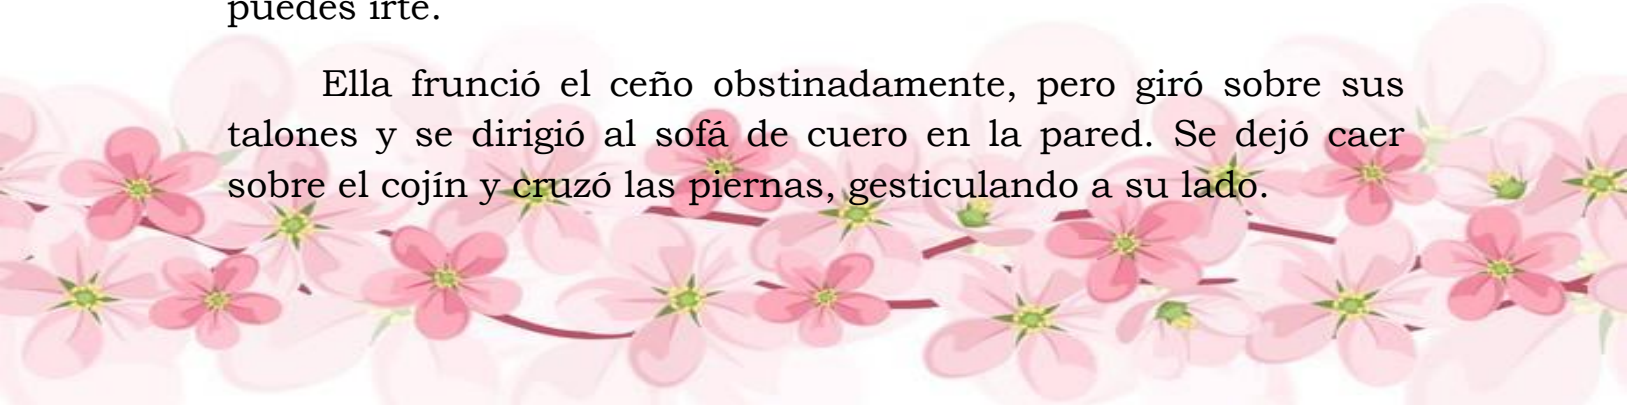 puedes irte.
Ella frunció el ceño obstinadamente, pero giró sobre sus
talones y se dirigió al sofá de cuero en la pared. Se dejó caer
sobre el cojín y cruzó las piernas, gesticulando a su lado.